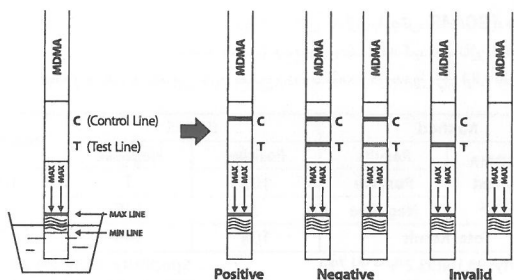 MDMA MDMA MDMA MDMA MDMA MDMA
C (Control Line) C C C
T (Test Line) T T T
MAX MAX MAX MAX MAX MAX MAX MAX MAX MAX MAX MAX
MAX LINE
MIN LINE
Positive Negative Invalid